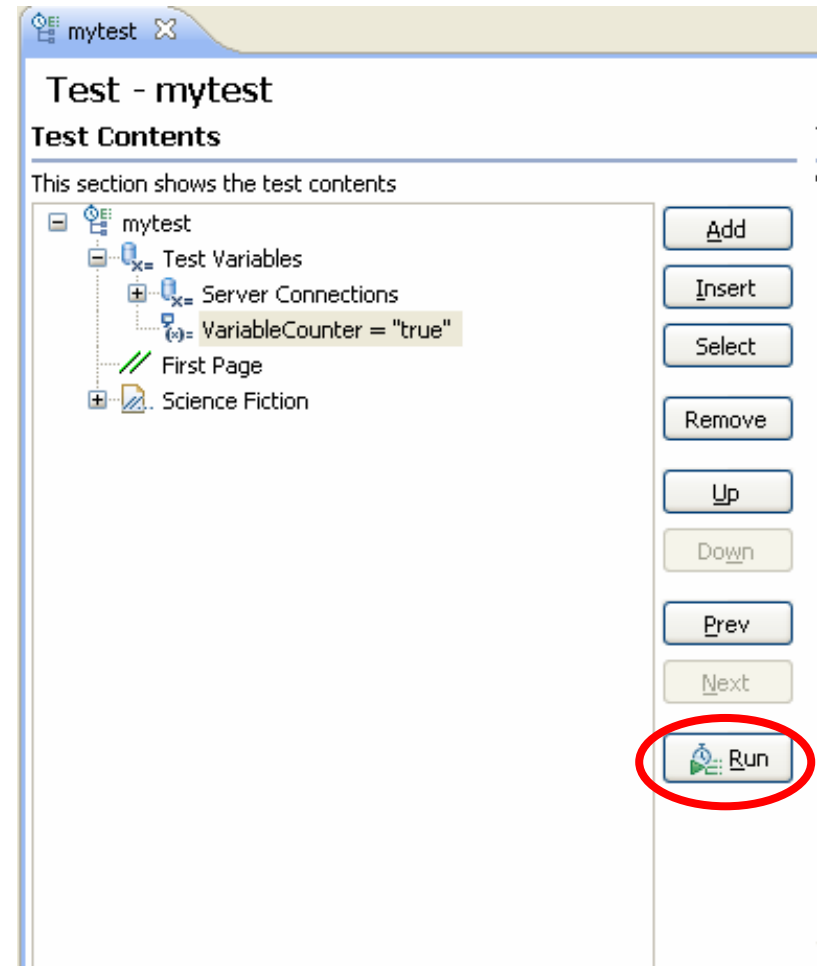 mytest
Test - mytest
Test Contents
This section shows the test contents
mytest
Test Variables
Server Connections
VariableCounter = "true"
First Page
Science Fiction
Add
Insert
Select
Remove
Up
Down
Prev
Next
Run